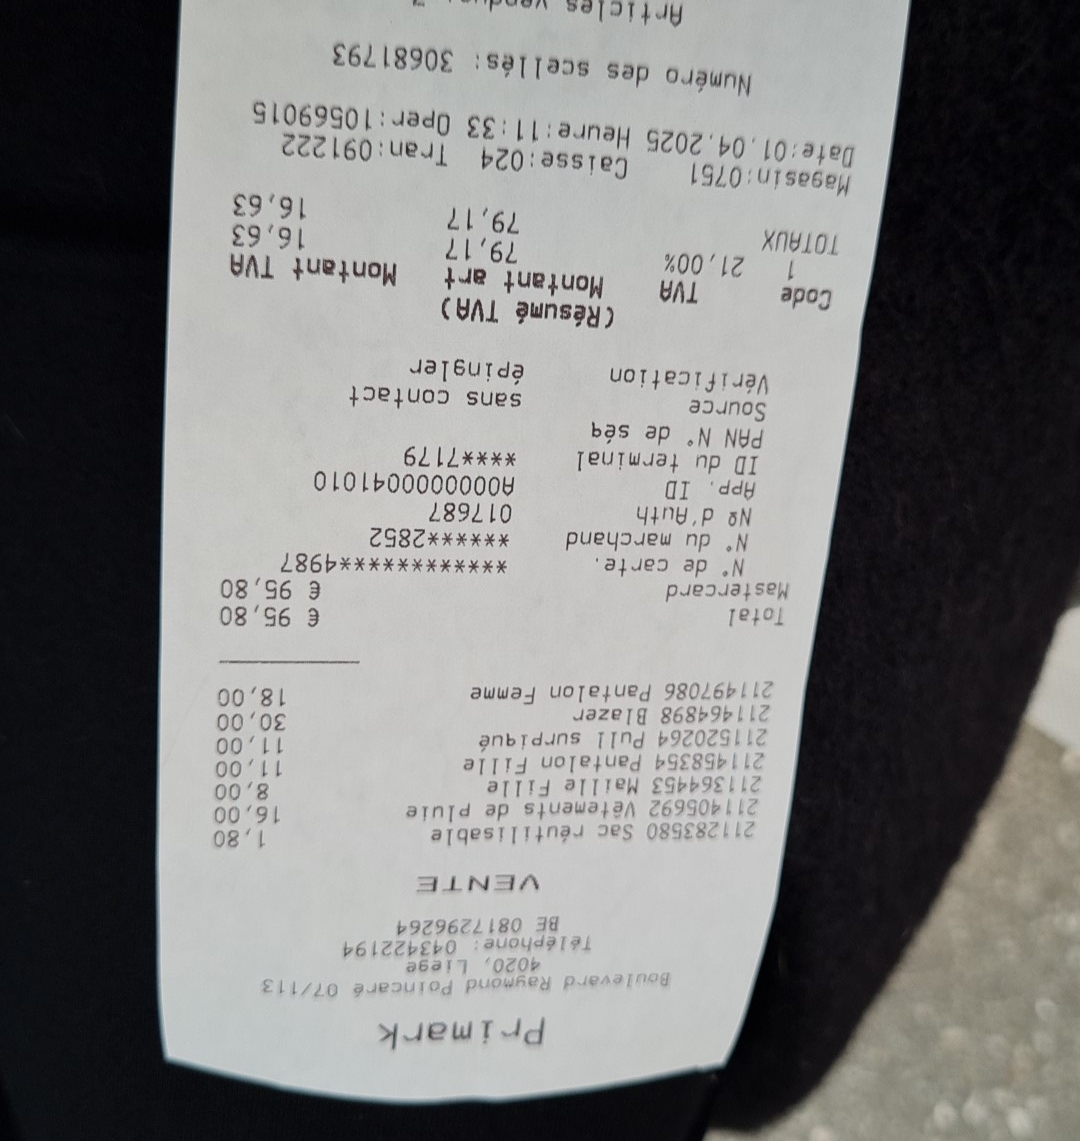 Primark
Boulevard Raymond Poincaré 07/113
4020, Liege
Téléphone: 043422194
BE 0817296264
VENTE
211283580 Sac réutilisable 1,80
211405692 Vêtements de pluie 16,00
211364453 Maille Fille 8,00
211458354 Pantalon Fille 11,00
211520264 Pull surpiqué 11,00
211464898 Blazer 30,00
211497086 Pantalon Femme 18,00
Total € 95,80
Mastercard € 95,80
N° de carte. ************4987
N° du marchand ******2852
Nº d'Auth 017687
App. ID A0000000041010
ID du terminal ****7179
PAN N° de séq
Source sans contact
Vérification épingler
(Résumé TVA)
Code TVA Montant art Montant TVA
1 21,00% 79,17 16,63
TOTAUX 79,17 16,63
Magasin:0751 Caisse:024 Tran:091222
Date:01.04.2025 Heure:11:33 Oper:10569015
Numéro des scellés: 30681793
Articles